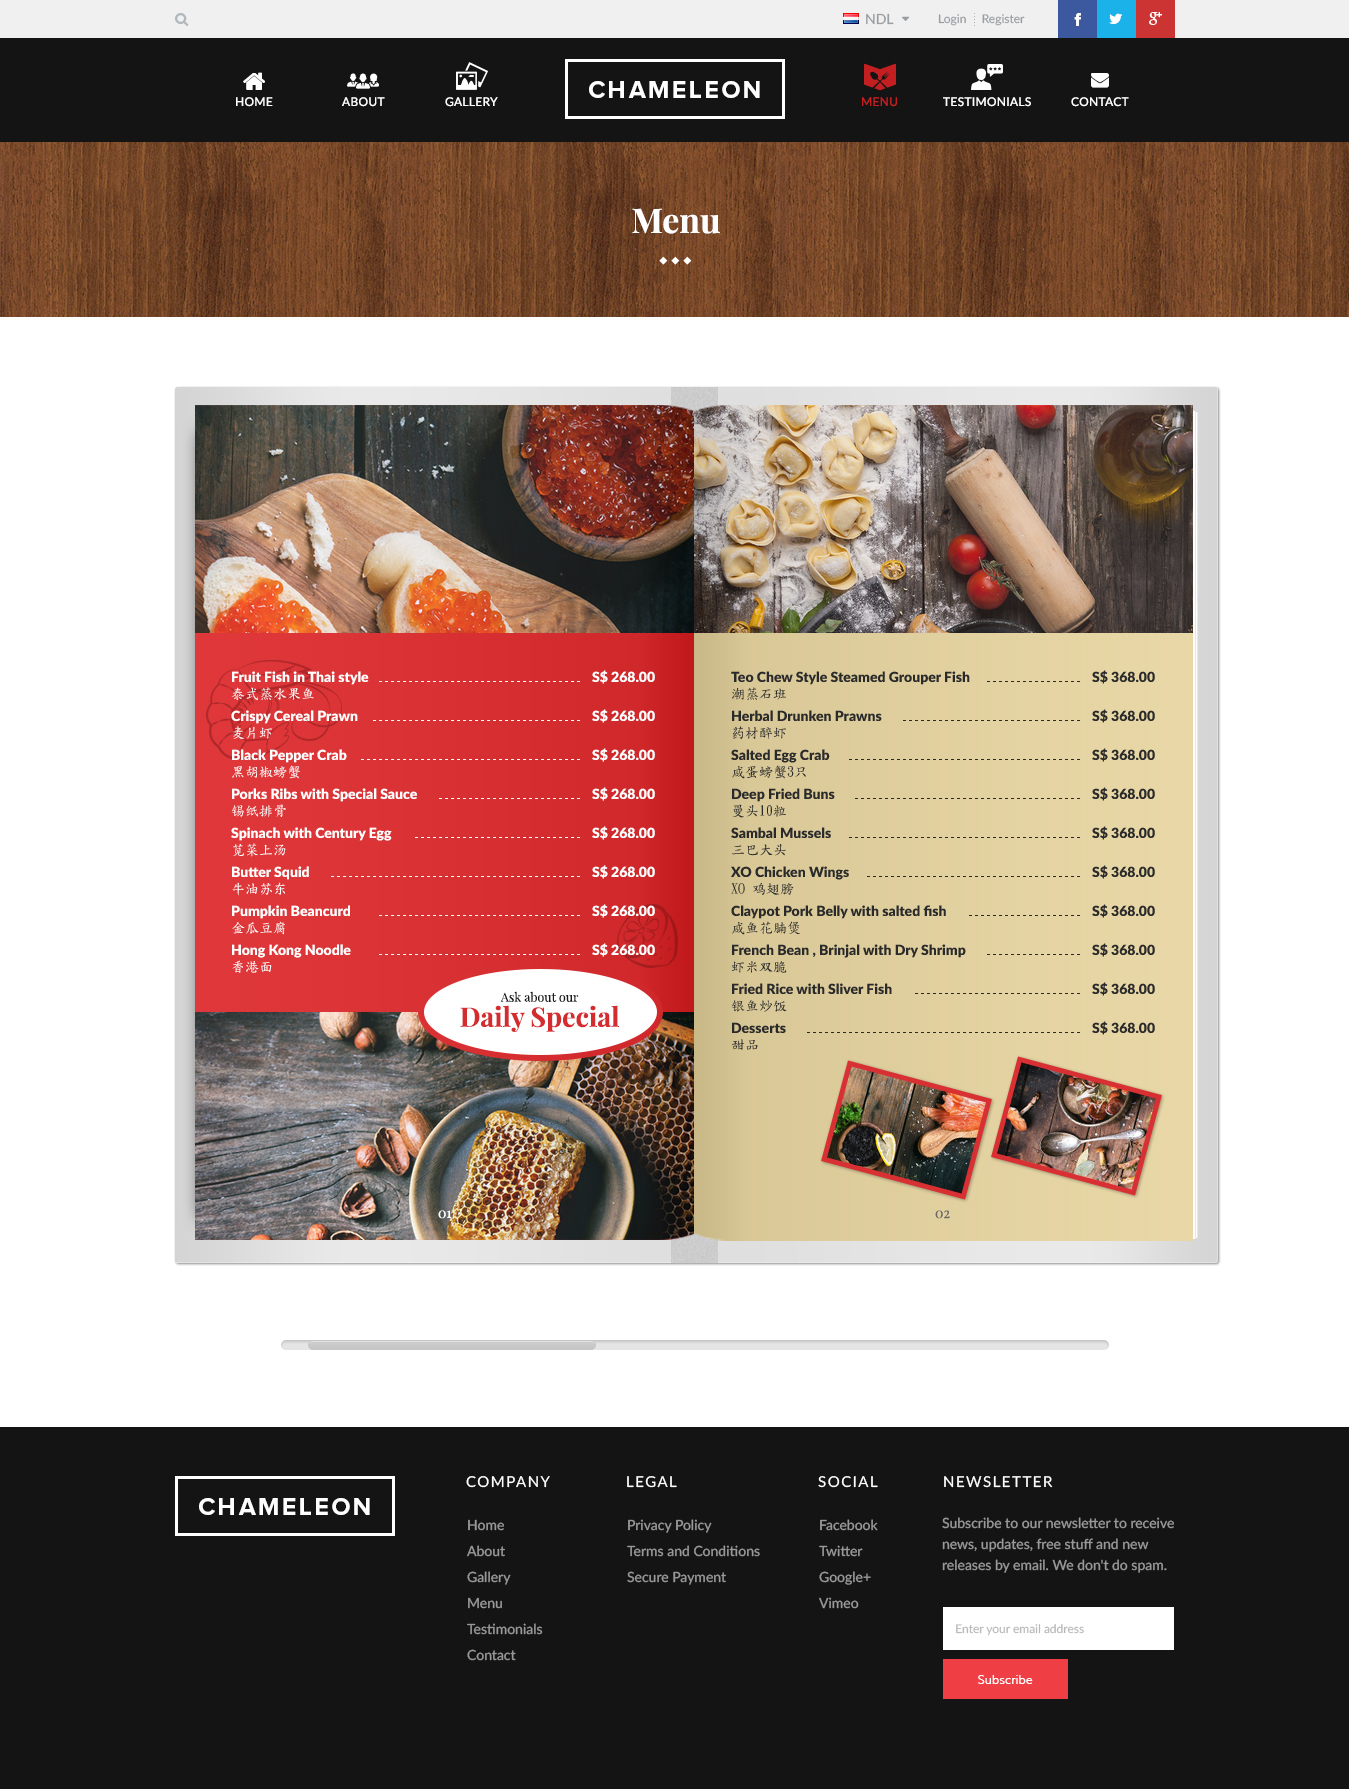 NDL
Login
Register
HOME
ABOUT
GALLERY
CHAMELEON
MENU
TESTIMONIALS
CONTACT
Menu
Fruit Fish in Thai style S$ 268.00
泰式蒸水果鱼
Crispy Cereal Prawn S$ 268.00
麦片虾
Black Pepper Crab S$ 268.00
黑胡椒螃蟹
Porks Ribs with Special Sauce S$ 268.00
锡纸排骨
Spinach with Century Egg S$ 268.00
苋菜上汤
Butter Squid S$ 268.00
牛油苏东
Pumpkin Beancurd S$ 268.00
金瓜豆腐
Hong Kong Noodle S$ 268.00
香港面
Ask about our
Daily Special
01
Teo Chew Style Steamed Grouper Fish S$ 368.00
潮蒸石班
Herbal Drunken Prawns S$ 368.00
药材醉虾
Salted Egg Crab S$ 368.00
咸蛋螃蟹3只
Deep Fried Buns S$ 368.00
曼头10粒
Sambal Mussels S$ 368.00
三巴大头
XO Chicken Wings S$ 368.00
XO 鸡翅膀
Claypot Pork Belly with salted fish S$ 368.00
咸鱼花腩煲
French Bean , Brinjal with Dry Shrimp S$ 368.00
虾米双脆
Fried Rice with Sliver Fish S$ 368.00
银鱼炒饭
Desserts S$ 368.00
甜品
02
CHAMELEON
COMPANY
Home
About
Gallery
Menu
Testimonials
Contact
LEGAL
Privacy Policy
Terms and Conditions
Secure Payment
SOCIAL
Facebook
Twitter
Google+
Vimeo
NEWSLETTER
Subscribe to our newsletter to receive
news, updates, free stuff and new
releases by email. We don't do spam.
Enter your email address
Subscribe